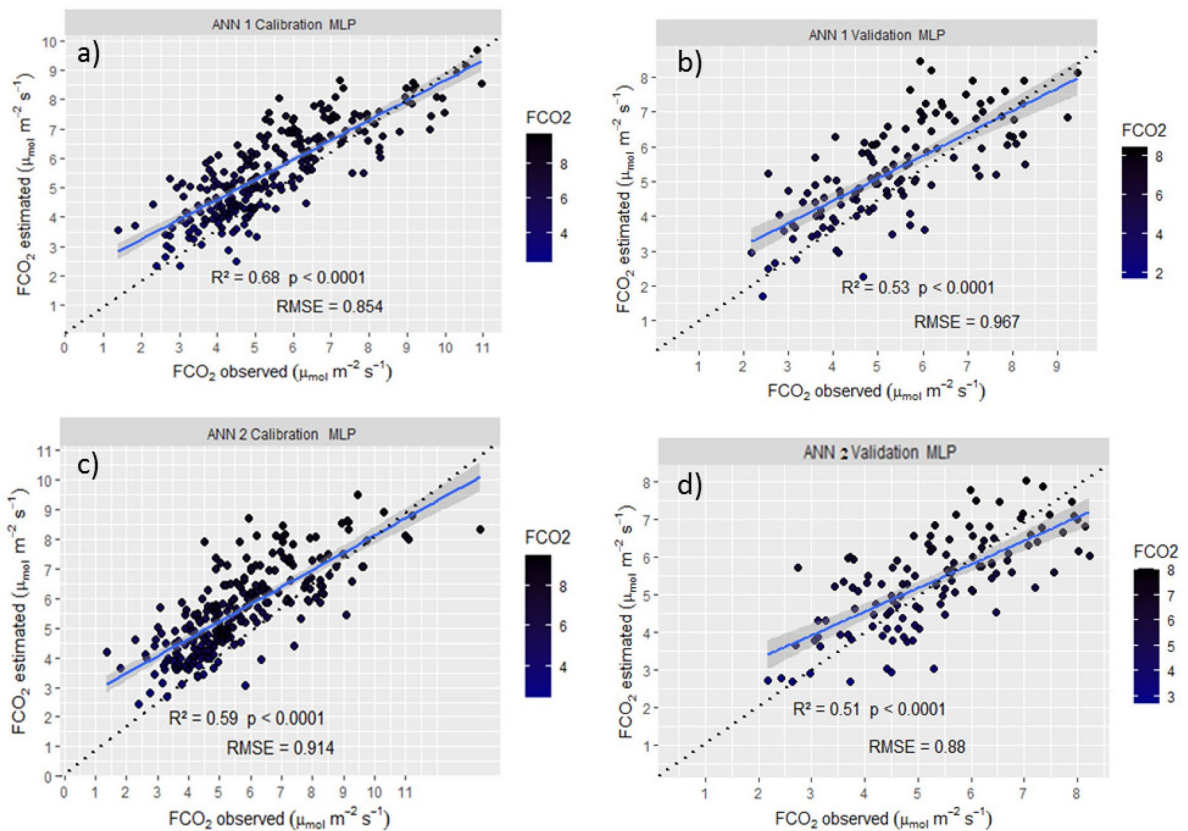 ANN 1 Calibration MLP
a)
10
9
8
7
6
5
4
3
2
1
FCO₂ estimated (μmol m⁻² s⁻¹)
R² = 0.68 p < 0.0001
RMSE = 0.854
0 1 2 3 4 5 6 7 8 9 10 11
FCO₂ observed (μmol m⁻² s⁻¹)
FCO2
8
6
4
ANN 1 Validation MLP
b)
8
7
6
5
4
3
2
1
FCO₂ estimated (μmol m⁻² s⁻¹)
R² = 0.53 p < 0.0001
RMSE = 0.967
1 2 3 4 5 6 7 8 9
FCO₂ observed (μmol m⁻² s⁻¹)
FCO2
8
6
4
2
ANN 2 Calibration MLP
c)
11
10
9
8
7
6
5
4
3
2
1
0
FCO₂ estimated (μmol m⁻² s⁻¹)
R² = 0.59 p < 0.0001
RMSE = 0.914
0 1 2 3 4 5 6 7 8 9 10 11
FCO₂ observed (μmol m⁻² s⁻¹)
FCO2
8
6
4
ANN 2 Validation MLP
d)
8
7
6
5
4
3
2
1
FCO₂ estimated (μmol m⁻² s⁻¹)
R² = 0.51 p < 0.0001
RMSE = 0.88
1 2 3 4 5 6 7 8
FCO₂ observed (μmol m⁻² s⁻¹)
FCO2
8
7
6
5
4
3